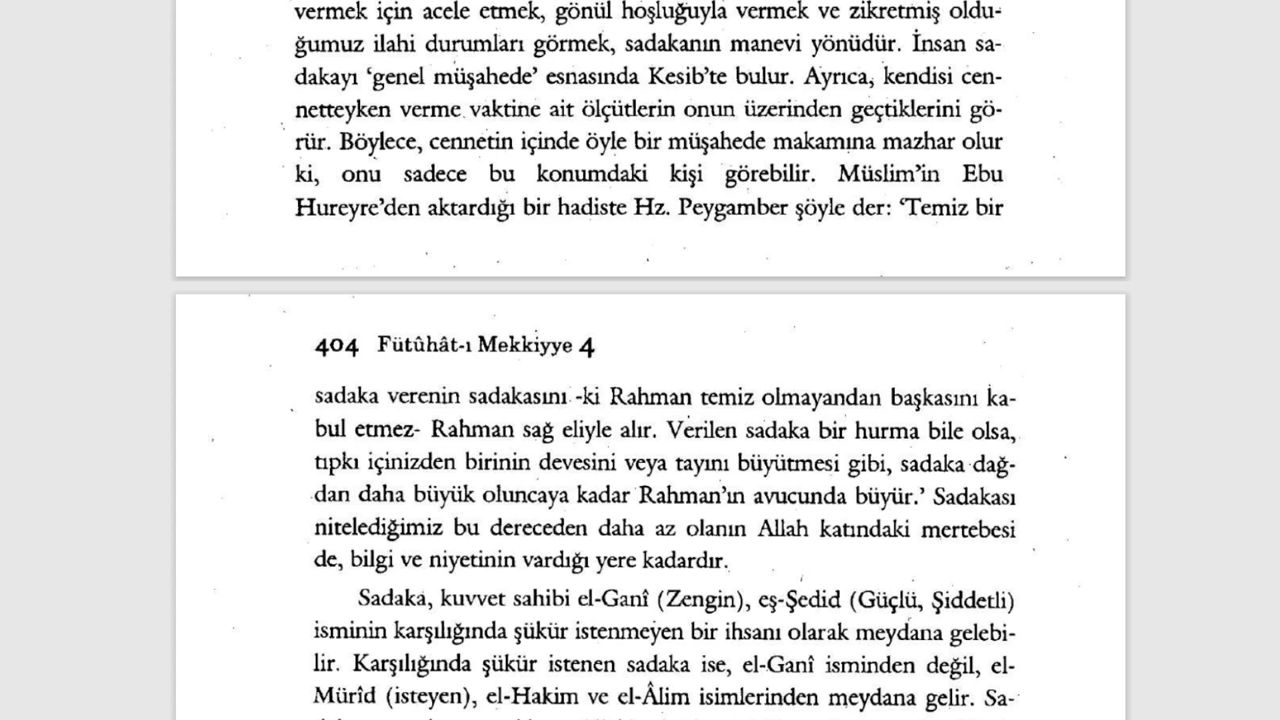 vermek için acele etmek, gönül hoşluğuyla vermek ve zikretmiş oldu-
ğumuz ilahi durumları görmek, sadakanın manevi yönüdür. İnsan sa-
dakayı ‘genel müşahede’ esnasında Kesib’te bulur. Ayrıca, kendisi cen-
netteyken verme vaktine ait ölçütlerin onun üzerinden geçtiklerini gö-
rür. Böylece, cennetin içinde öyle bir müşahede makamına mazhar olur
ki, onu sadece bu konumdaki kişi görebilir. Müslim’in Ebu
Hureyre’den aktardığı bir hadiste Hz. Peygamber şöyle der: ‘Temiz bir
404 Fütûhât-ı Mekkiyye 4
sadaka verenin sadakasını -ki Rahman temiz olmayandan başkasını ka-
bul etmez- Rahman sağ eliyle alır. Verilen sadaka bir hurma bile olsa,
tıpkı içinizden birinin devesini veya tayını büyütmesi gibi, sadaka dağ-
dan daha büyük oluncaya kadar Rahman’ın avucunda büyür.’ Sadakası
nitelediğimiz bu dereceden daha az olanın Allah katındaki mertebesi
de, bilgi ve niyetinin vardığı yere kadardır.
Sadaka, kuvvet sahibi el-Ganî (Zengin), eş-Şedid (Güçlü, Şiddetli)
isminin karşılığında şükür istenmeyen bir ihsanı olarak meydana gelebi-
lir. Karşılığında şükür istenen sadaka ise, el-Ganî isminden değil, el-
Mürîd (isteyen), el-Hakim ve el-Âlim isimlerinden meydana gelir. Sa-